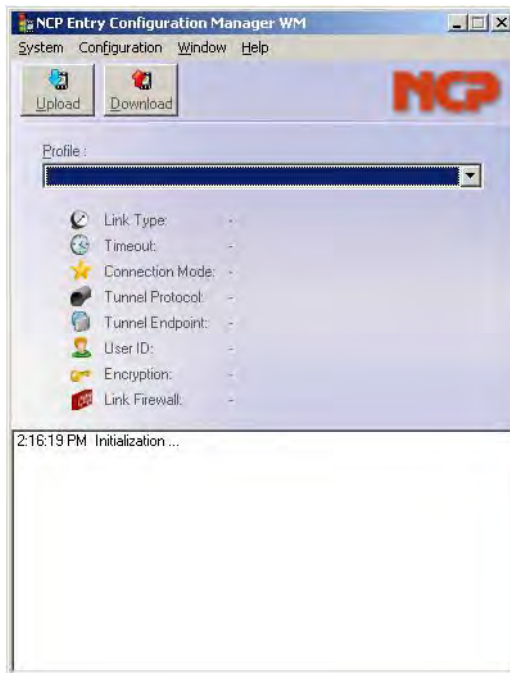 NCP Entry Configuration Manager WM
System Configuration Window Help
Upload Download
NCP
Profile :
Link Type: -
Timeout: -
Connection Mode: -
Tunnel Protocol: -
Tunnel Endpoint: -
User ID: -
Encryption: -
Link Firewall: -
2:16:19 PM Initialization ...